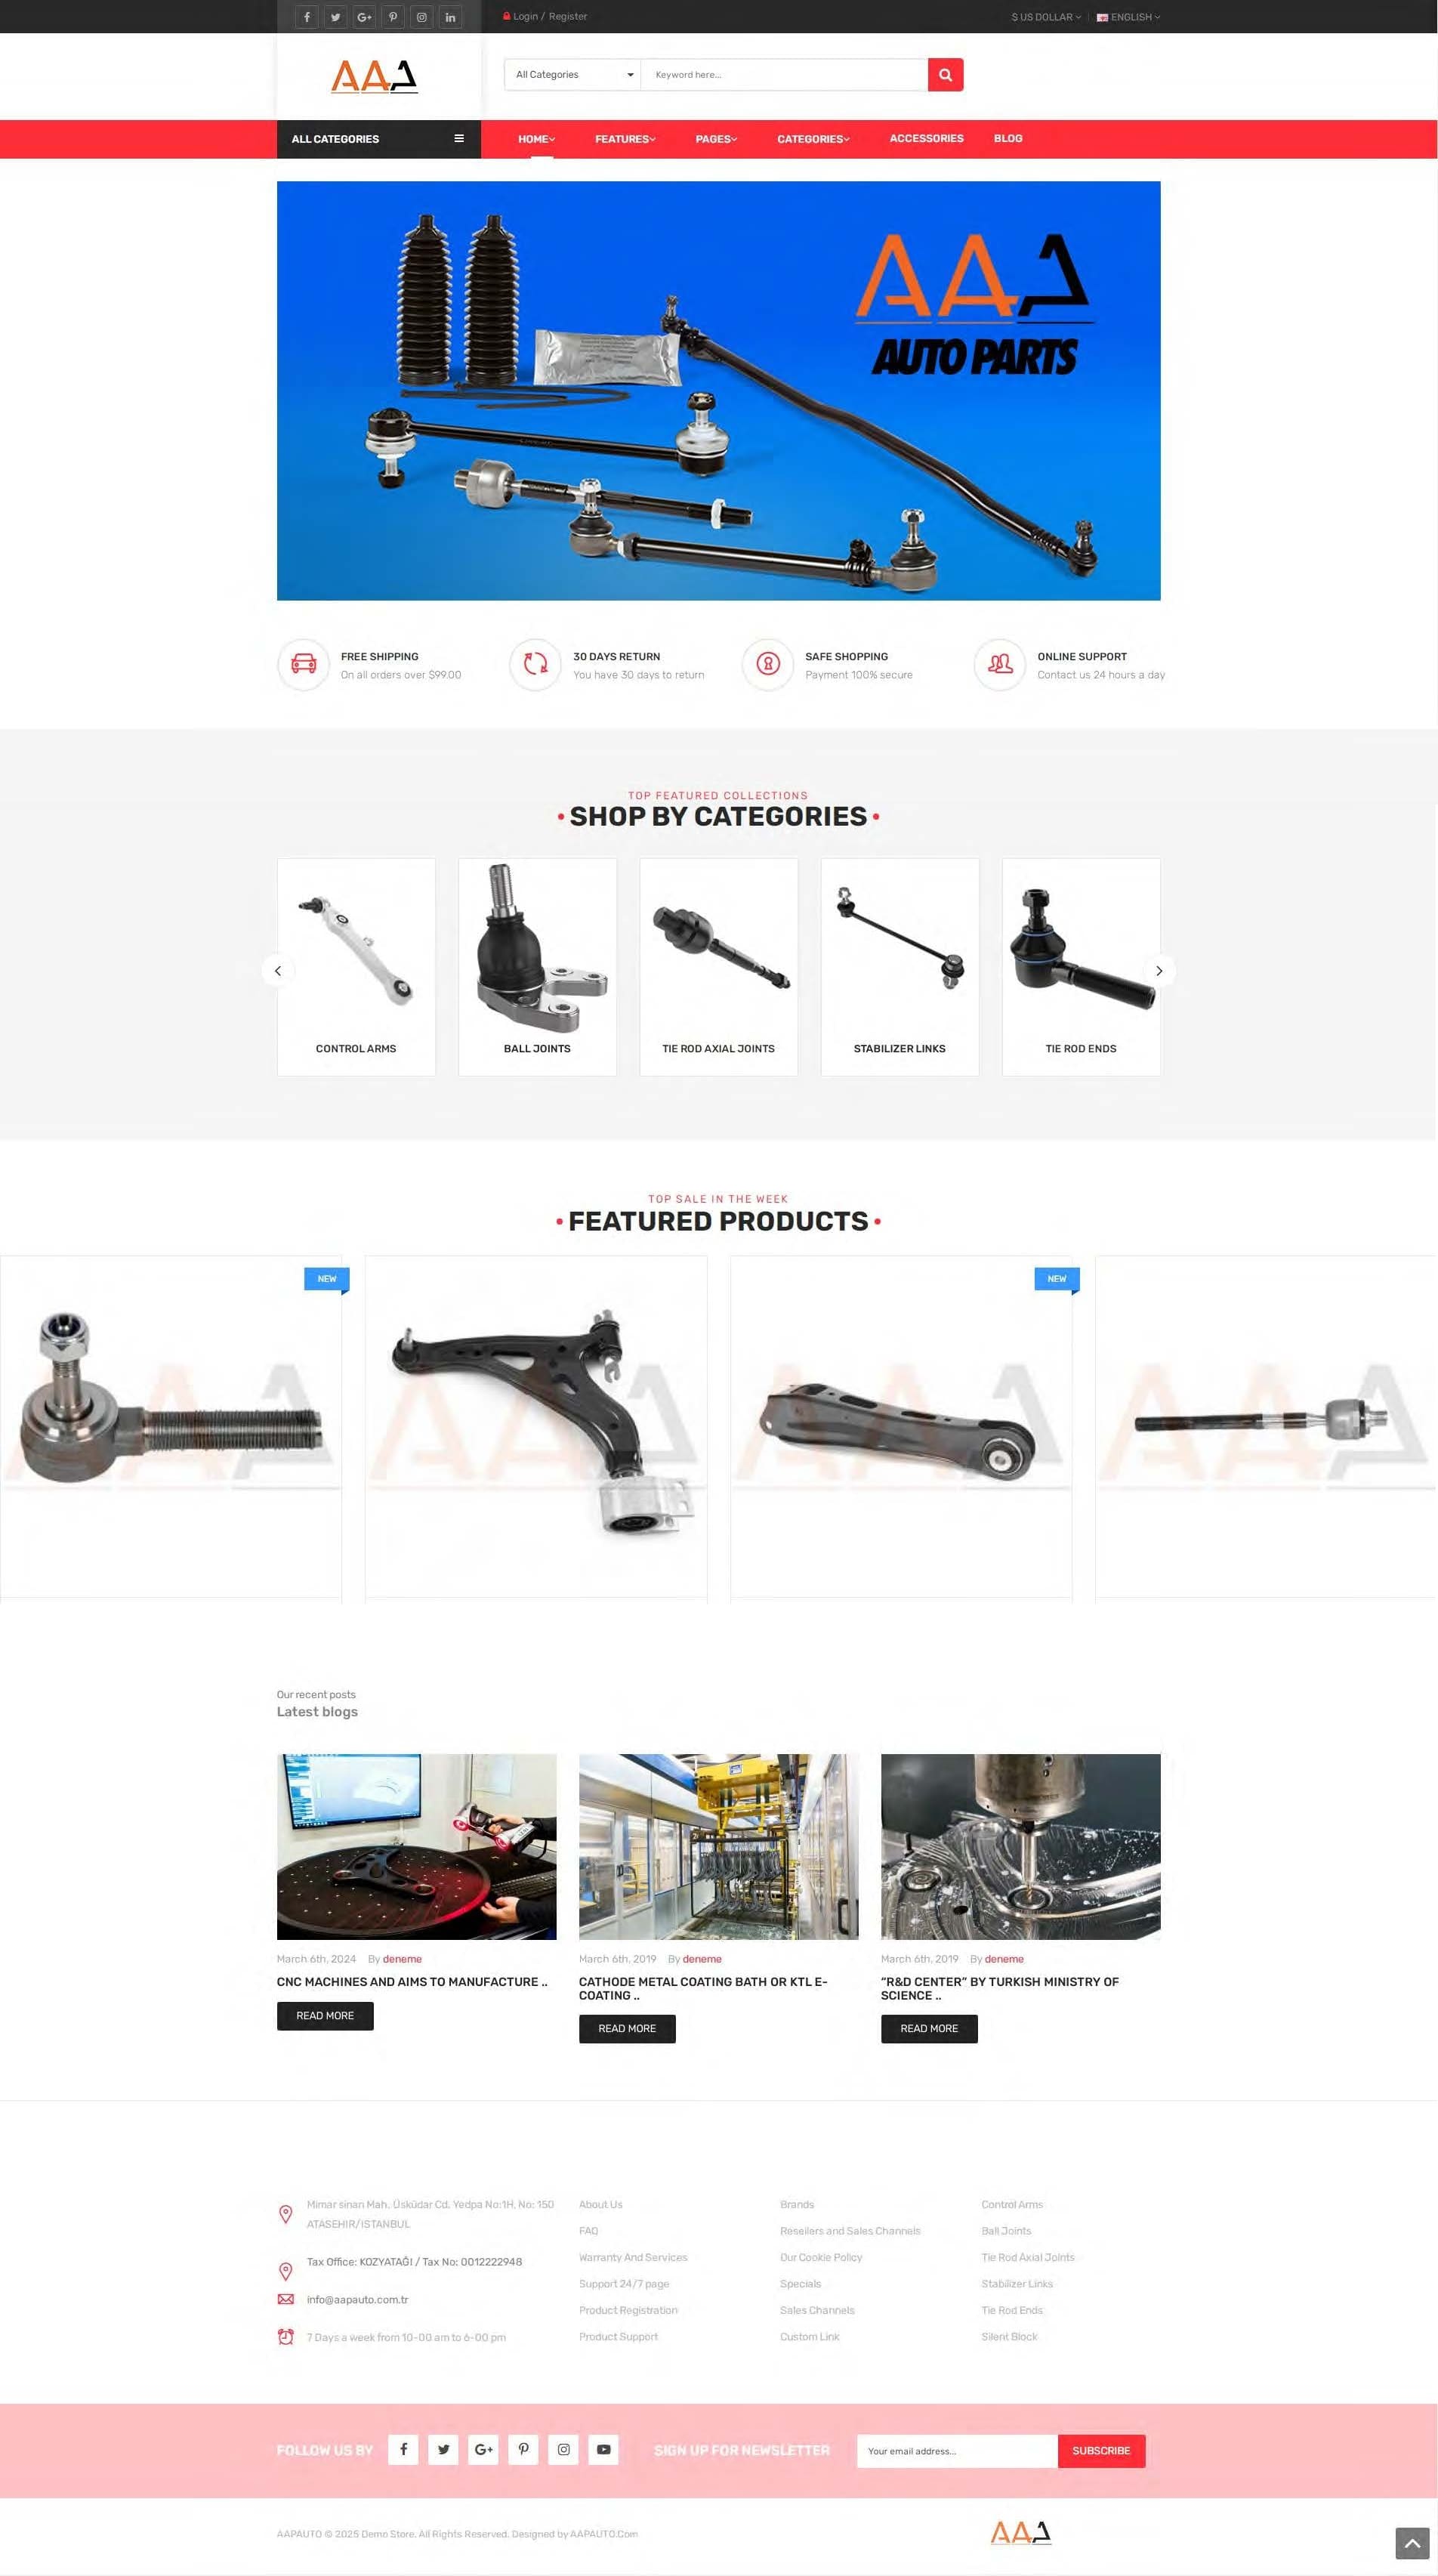 Login / Register
$ US DOLLAR
ENGLISH
AAA
All Categories
Keyword here...
ALL CATEGORIES
HOME
FEATURES
PAGES
CATEGORIES
ACCESSORIES
BLOG
AAA
AUTO PARTS
FREE SHIPPING
On all orders over $99.00
30 DAYS RETURN
You have 30 days to return
SAFE SHOPPING
Payment 100% secure
ONLINE SUPPORT
Contact us 24 hours a day
TOP FEATURED COLLECTIONS
• SHOP BY CATEGORIES •
CONTROL ARMS
BALL JOINTS
TIE ROD AXIAL JOINTS
STABILIZER LINKS
TIE ROD ENDS
TOP SALE IN THE WEEK
• FEATURED PRODUCTS •
NEW
NEW
AAA
AAA
AAA
AAA
Our recent posts
Latest blogs
March 6th, 2024 By deneme
CNC MACHINES AND AIMS TO MANUFACTURE ..
READ MORE
March 6th, 2019 By deneme
CATHODE METAL COATING BATH OR KTL E-
COATING ..
READ MORE
March 6th, 2019 By deneme
“R&D CENTER” BY TURKISH MINISTRY OF
SCIENCE ..
READ MORE
Mimar sinan Mah. Üsküdar Cd. Yedpa No:1H, No: 150
ATASEHIR/ISTANBUL
Tax Office: KOZYATAĞI / Tax No: 0012222948
info@aapauto.com.tr
7 Days a week from 10-00 am to 6-00 pm
About Us
FAQ
Warranty And Services
Support 24/7 page
Product Registration
Product Support
Brands
Reseilers and Sales Channels
Our Cookie Policy
Specials
Sales Channels
Custom Link
Control Arms
Ball Joints
Tie Rod Axial Joints
Stabilizer Links
Tie Rod Ends
Silent Block
FOLLOW US BY
SIGN UP FOR NEWSLETTER
Your email address...
SUBSCRIBE
AAPAUTO © 2025 Demo Store. All Rights Reserved. Designed by AAPAUTO.Com
AAA